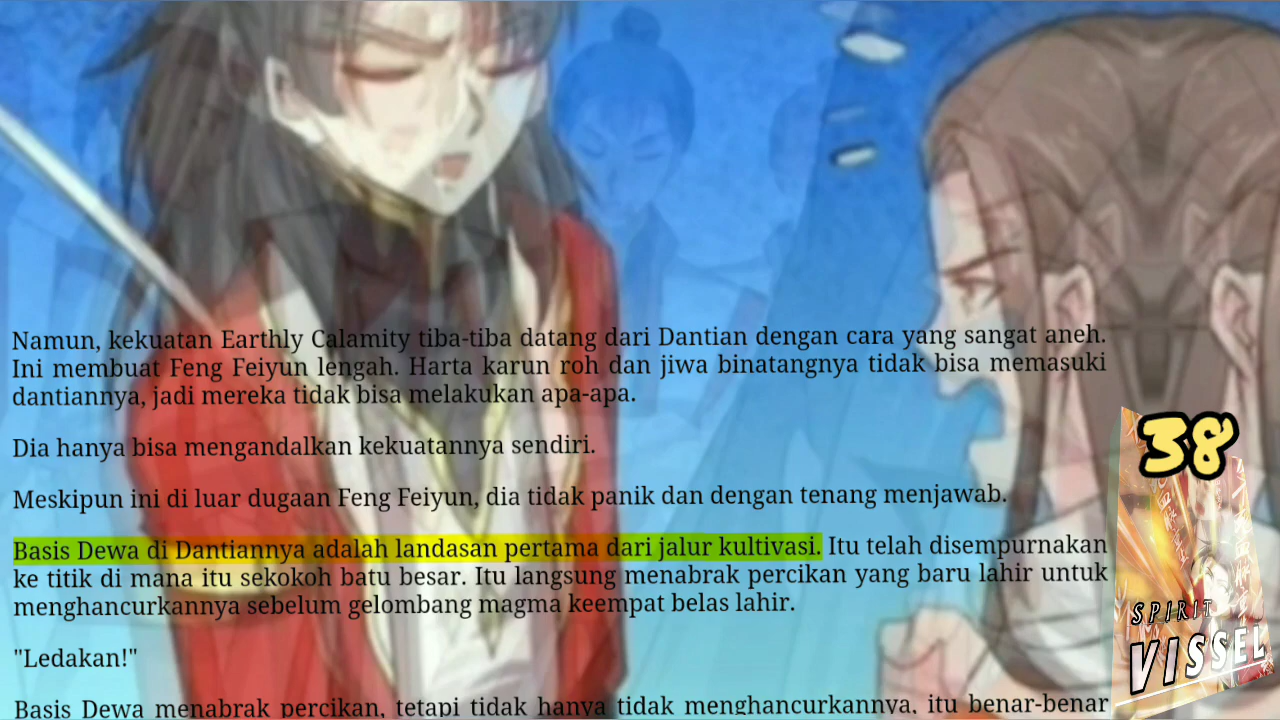 Namun, kekuatan Earthly Calamity tiba-tiba datang dari Dantian dengan cara yang sangat aneh.
Ini membuat Feng Feiyun lengah. Harta karun roh dan jiwa binatangnya tidak bisa memasuki
dantiannya, jadi mereka tidak bisa melakukan apa-apa.
Dia hanya bisa mengandalkan kekuatannya sendiri.
Meskipun ini di luar dugaan Feng Feiyun, dia tidak panik dan dengan tenang menjawab.
Basis Dewa di Dantiannya adalah landasan pertama dari jalur kultivasi. Itu telah disempurnakan
ke titik di mana itu sekokoh batu besar. Itu langsung menabrak percikan yang baru lahir untuk
menghancurkannya sebelum gelombang magma keempat belas lahir.
"Ledakan!"
Basis Dewa menabrak percikan, tetapi tidak hanya tidak menghancurkannya, itu benar-benar
38
SPIRIT
VISSEL